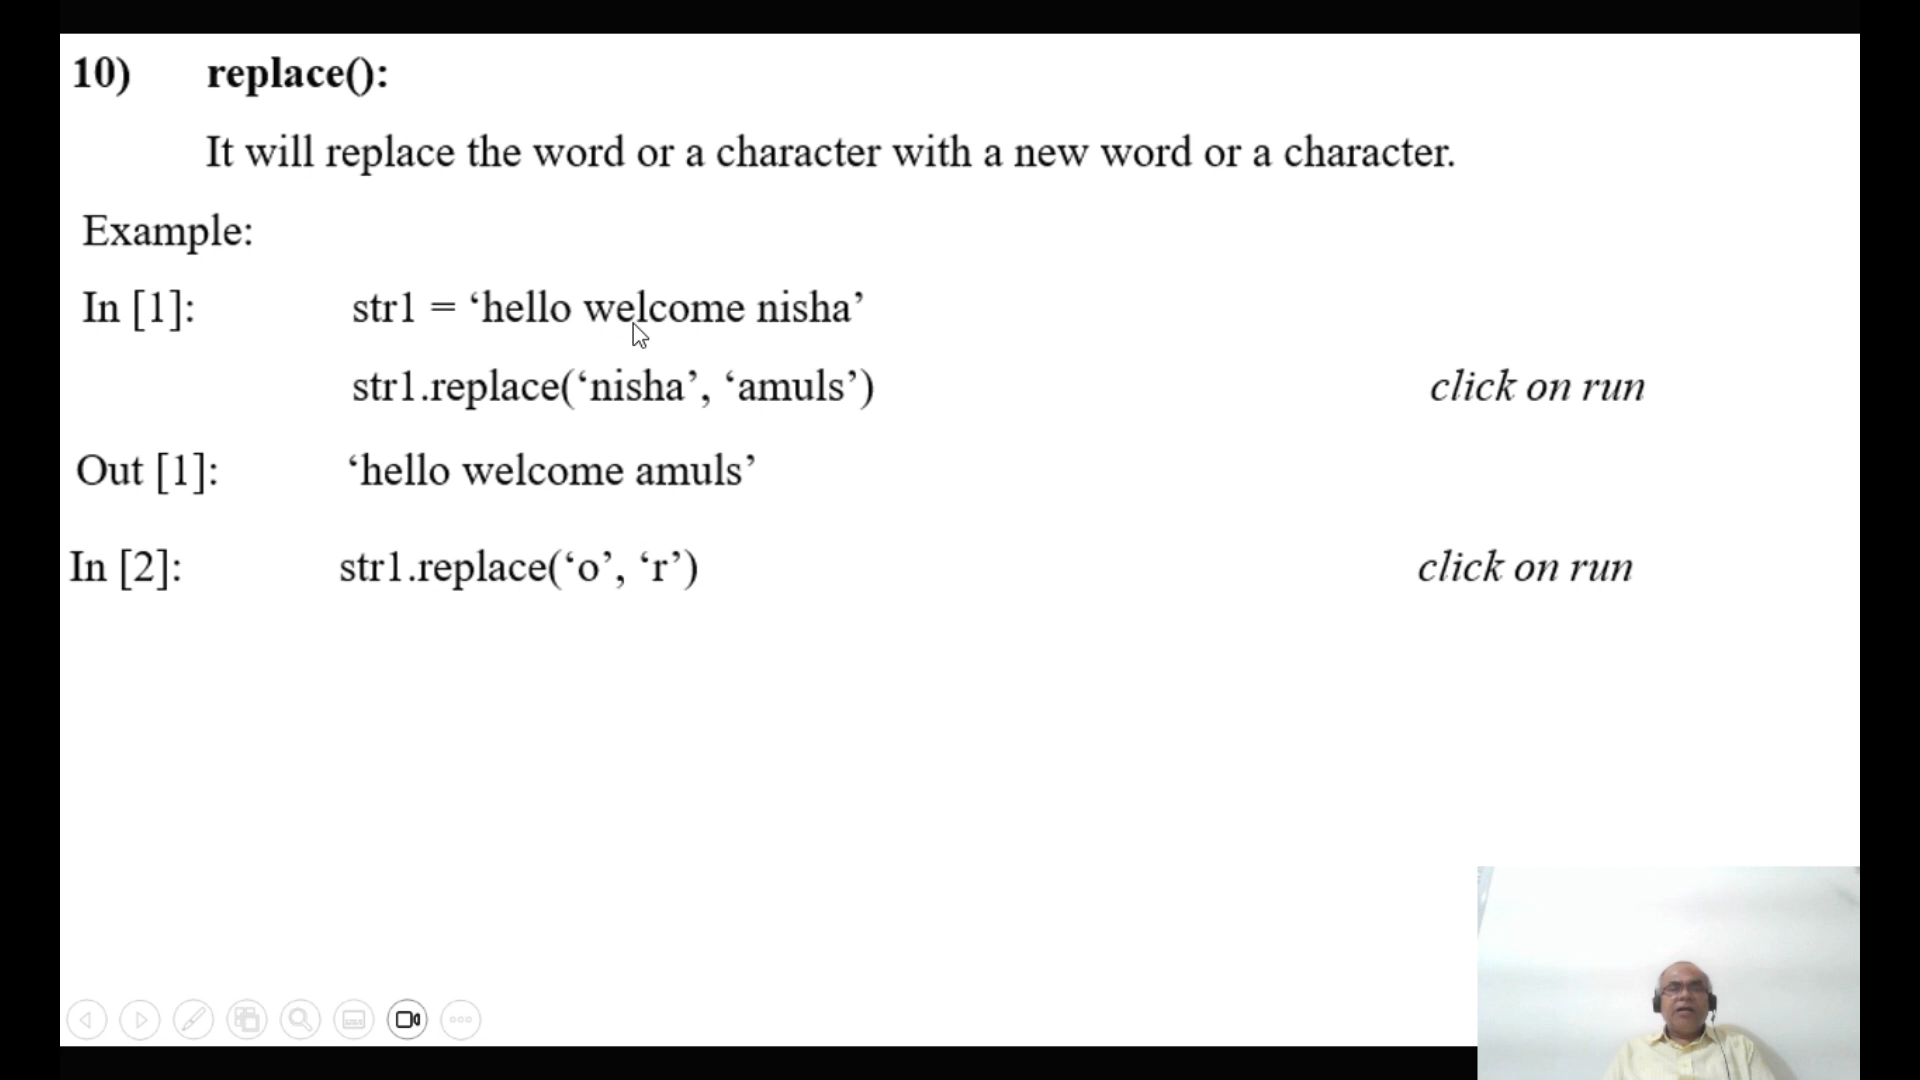 10) replace():
It will replace the word or a character with a new word or a character.
Example:
In [1]: str1 = ‘hello welcome nisha’
str1.replace(‘nisha’, ‘amuls’) click on run
Out [1]: ‘hello welcome amuls’
In [2]: str1.replace(‘o’, ‘r’) click on run